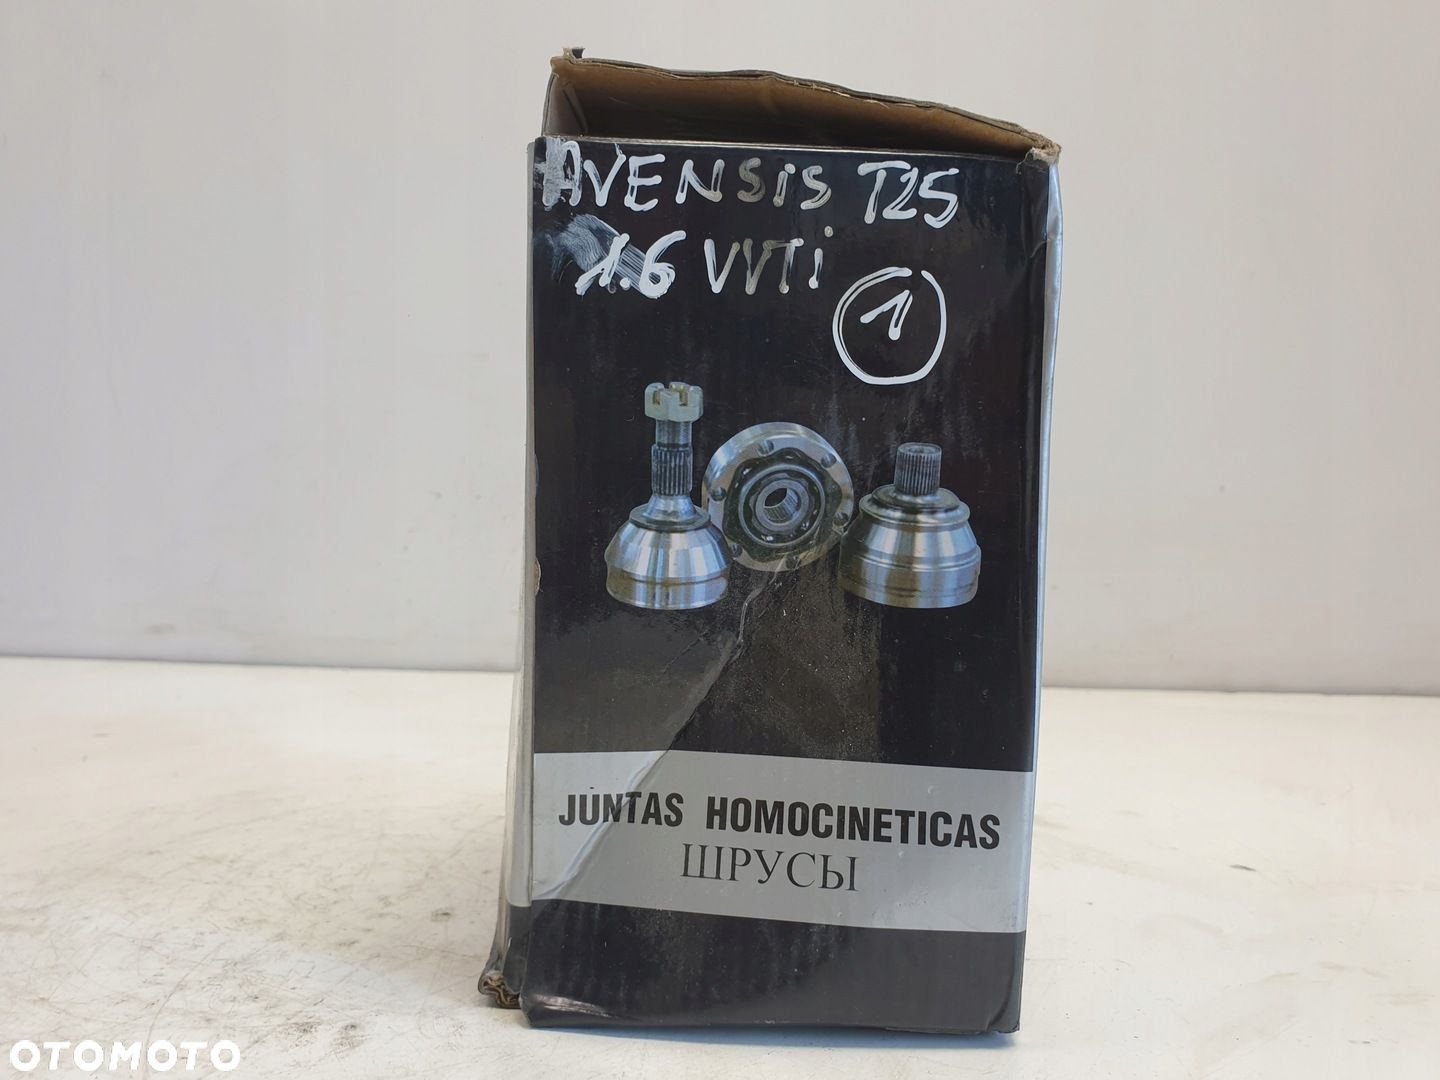 AVENSiS T25
1.6 VVTi
1
JUNTAS HOMOCINETICAS
ШРУСЫ
OTOMOTO